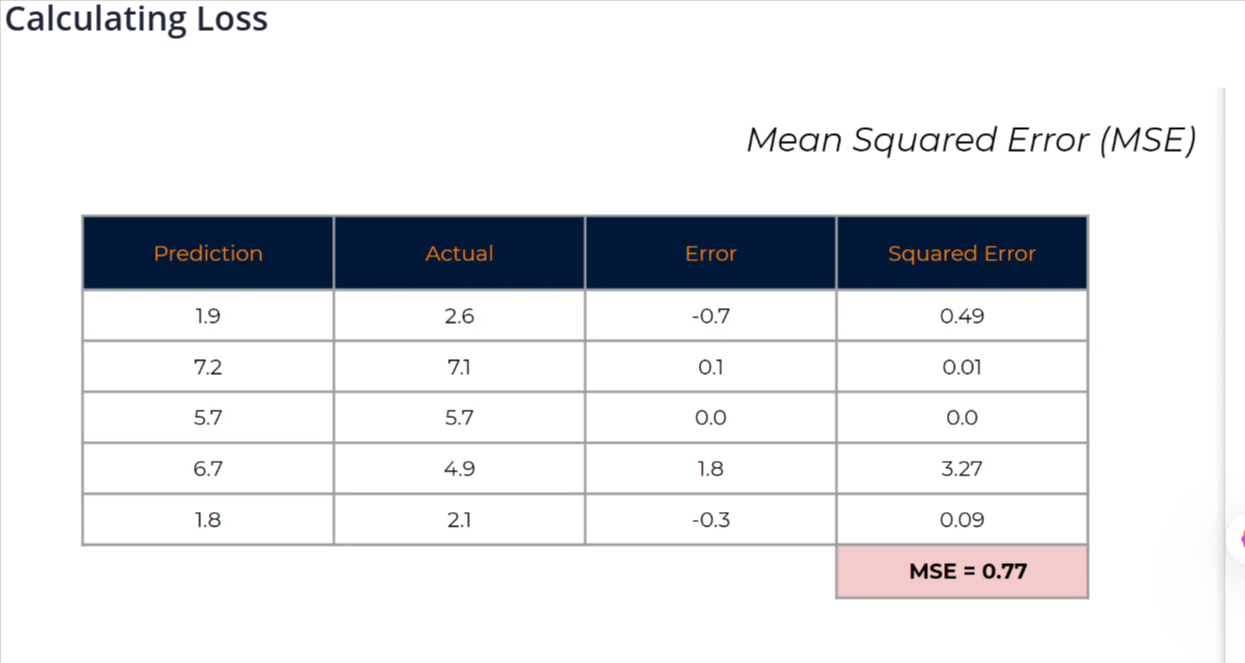 Calculating Loss
Mean Squared Error (MSE)
Prediction Actual Error Squared Error
1.9 2.6 -0.7 0.49
7.2 7.1 0.1 0.01
5.7 5.7 0.0 0.0
6.7 4.9 1.8 3.27
1.8 2.1 -0.3 0.09
MSE = 0.77